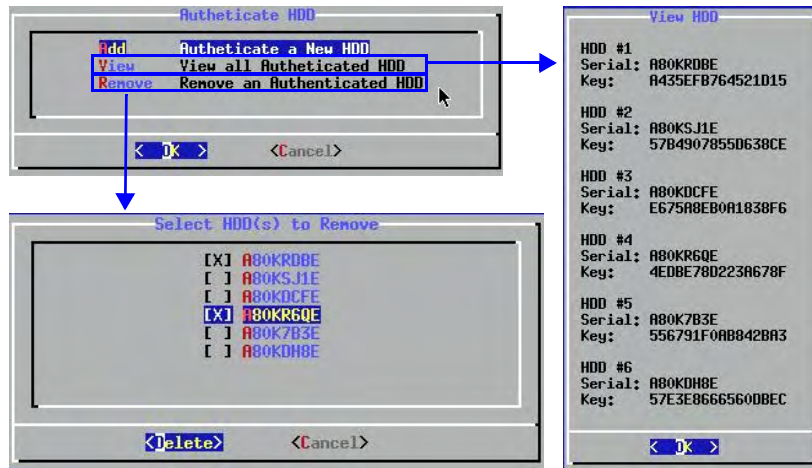 Autheticate HDD
Add Autheticate a New HDD
View View all Autheticated HDD
Remove Remove an Authenticated HDD
< OK > <Cancel>
Select HDD(s) to Remove
[X] A80KRDBE
[ ] A80KSJ1E
[ ] A80KDCFE
[X] A80KR6QE
[ ] A80K7B3E
[ ] A80KDH8E
<Delete> <Cancel>
View HDD
HDD #1
Serial: A80KRDBE
Key: A435EFB764521D15
HDD #2
Serial: A80KSJ1E
Key: 57B4907855D638CE
HDD #3
Serial: A80KDCFE
Key: E675A8EB0A1838F6
HDD #4
Serial: A80KR6QE
Key: 4EDBE78D223A678F
HDD #5
Serial: A80K7B3E
Key: 556791F0AB842BA3
HDD #6
Serial: A80KDH8E
Key: 57E3E8666560DBEC
< OK >